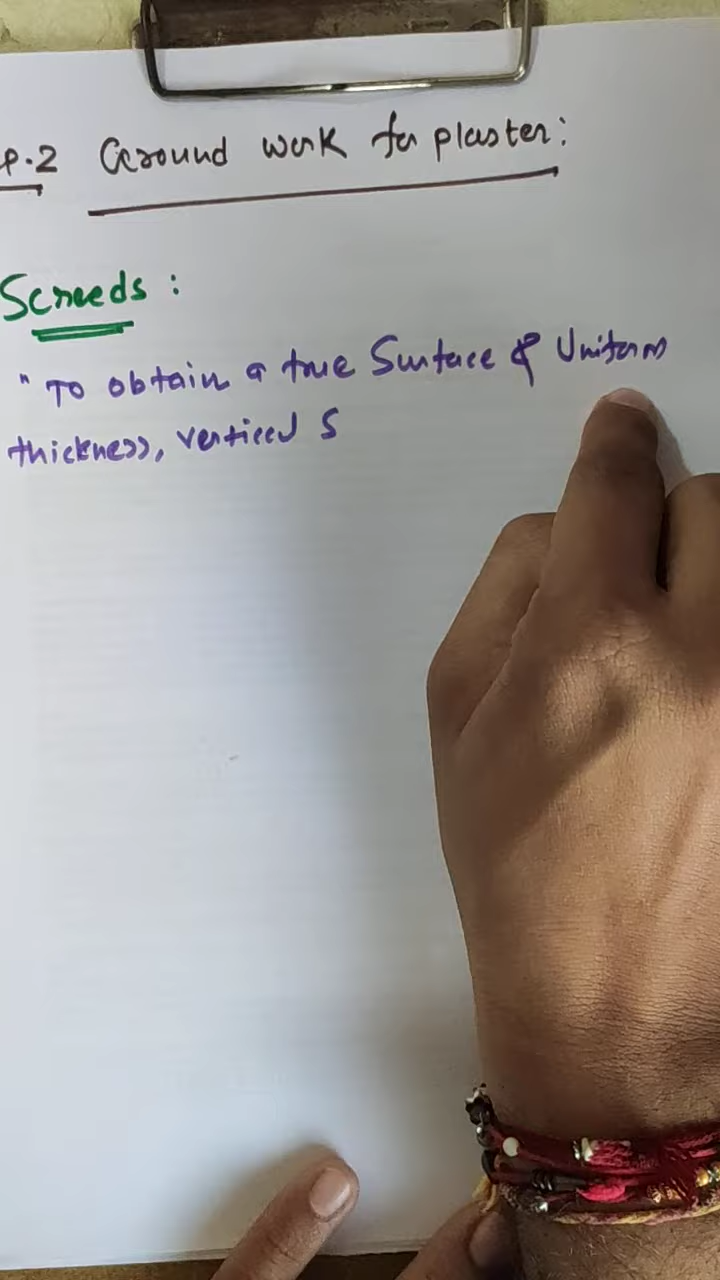 p.2 Ground work for plaster:
Screeds :
" To obtain a true Surface & Uniform
thickness, vertical S